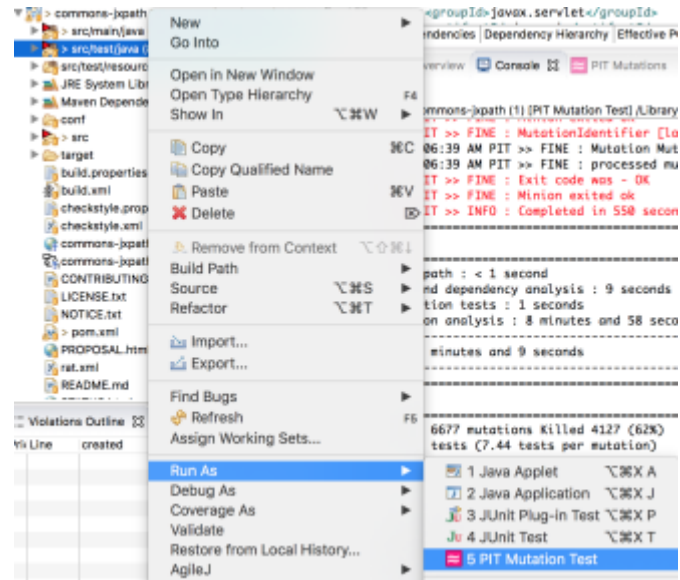 > commons-jxpath
> src/main/java
> src/test/java (
src/test/resourc
JRE System Libr
Maven Depende
conf
> src
target
build.properties
build.xml
checkstyle.prop
checkstyle.xml
commons-jxpath
commons-jxpath
CONTRIBUTING
LICENSE.txt
NOTICE.txt
> pom.xml
PROPOSAL.htm
rat.xml
README.md
Violations Outline
Line created
New
Go Into
Open in New Window
Open Type Hierarchy F4
Show In ⌥⌘W
Copy ⌘C
Copy Qualified Name
Paste ⌘V
Delete ⌦
Remove from Context ⌥⇧⌘↓
Build Path
Source ⌥⌘S
Refactor ⌥⌘T
Import...
Export...
Find Bugs
Refresh F5
Assign Working Sets...
Run As
Debug As
Coverage As
Validate
Restore from Local History...
AgileJ
<groupId>javax.servlet</groupId>
endencies Dependency Hierarchy Effective P
verview Console PIT Mutations
ommons-jxpath (1) [PIT Mutation Test] /Library
IT >> FINE : MutationIdentifier [lo
06:39 AM PIT >> FINE : Mutation Mut
06:39 AM PIT >> FINE : processed mu
IT >> FINE : Exit code was - OK
IT >> FINE : Minion exited ok
IT >> INFO : Completed in 550 secon
path : < 1 second
nd dependency analysis : 9 seconds
tion tests : 1 seconds
on analysis : 8 minutes and 58 seco
minutes and 9 seconds
6677 mutations Killed 4127 (62%)
tests (7.44 tests per mutation)
1 Java Applet ⌥⌘X A
2 Java Application ⌥⌘X J
3 JUnit Plug-in Test ⌥⌘X P
4 JUnit Test ⌥⌘X T
5 PIT Mutation Test